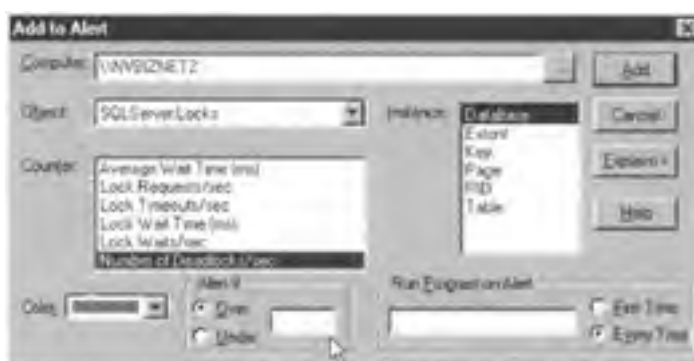 Add to Alert
Computer: \\NVBIZNET2
... Add
Object: SQLServer:Locks
Instance: Database
Extent
Key
Page
RID
Table
Cancel
Explain>>
Help
Counter: Average Wait Time (ms)
Lock Requests/sec
Lock Timeouts/sec
Lock Wait Time (ms)
Lock Waits/sec
Number of Deadlocks/sec
Color:
Alert If
Over
Under
Run Program on Alert
First Time
Every Time